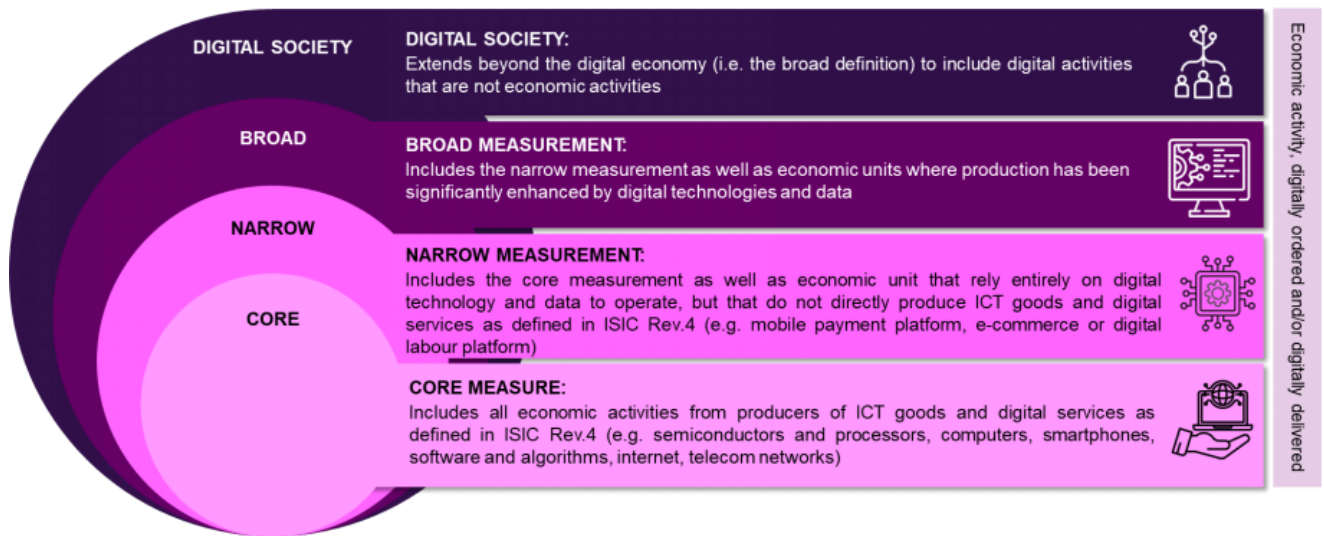 DIGITAL SOCIETY
DIGITAL SOCIETY:
Extends beyond the digital economy (i.e. the broad definition) to include digital activities
that are not economic activities
BROAD
BROAD MEASUREMENT:
Includes the narrow measurement as well as economic units where production has been
significantly enhanced by digital technologies and data
NARROW
NARROW MEASUREMENT:
Includes the core measurement as well as economic unit that rely entirely on digital
technology and data to operate, but that do not directly produce ICT goods and digital
services as defined in ISIC Rev.4 (e.g. mobile payment platform, e-commerce or digital
labour platform)
CORE
CORE MEASURE:
Includes all economic activities from producers of ICT goods and digital services as
defined in ISIC Rev.4 (e.g. semiconductors and processors, computers, smartphones,
software and algorithms, internet, telecom networks)
Economic activity, digitally ordered and/or digitally delivered